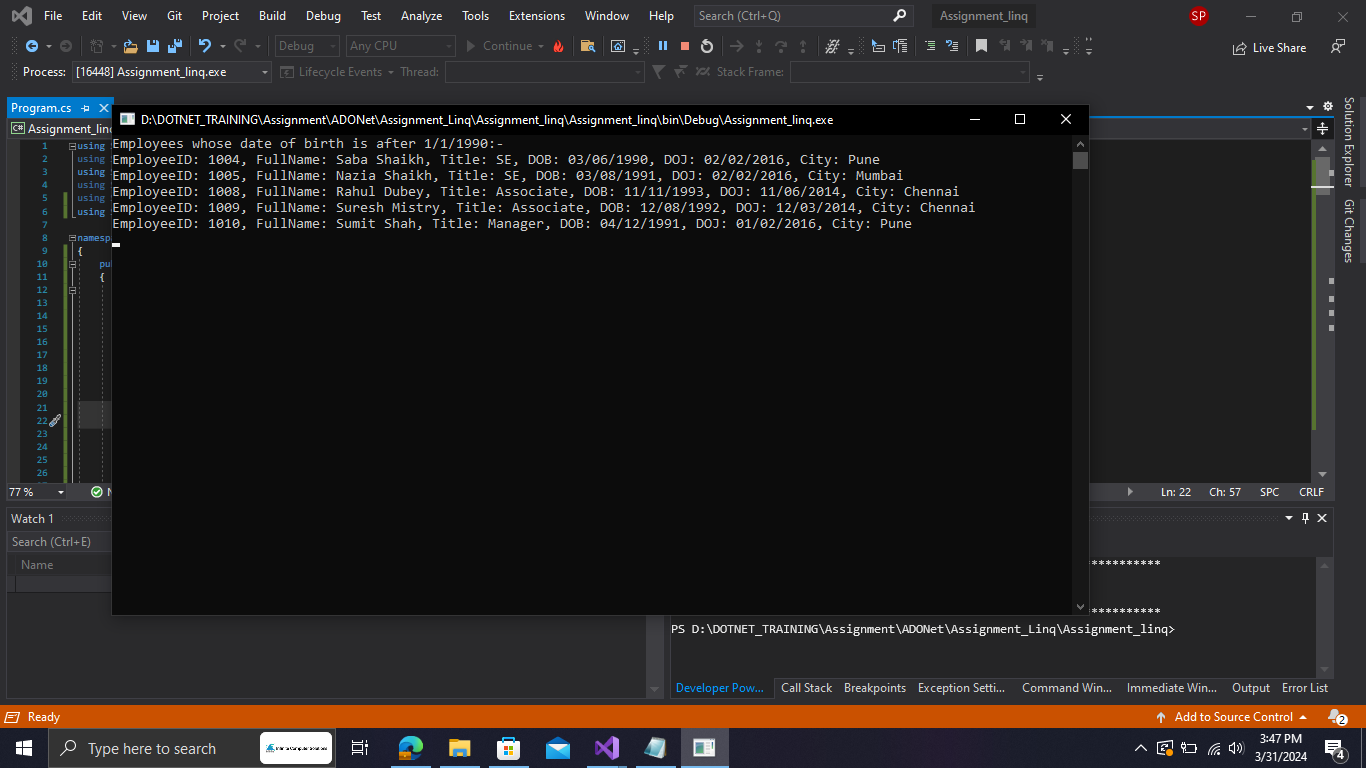 File Edit View Git Project Build Debug Test Analyze Tools Extensions Window Help Search (Ctrl+Q) Assignment_linq SP
Debug Any CPU Continue Live Share
Process: [16448] Assignment_linq.exe Lifecycle Events Thread: Stack Frame:
Program.cs
C# Assignment_linq
D:\DOTNET_TRAINING\Assignment\ADONet\Assignment_Linq\Assignment_linq\Assignment_linq\bin\Debug\Assignment_linq.exe
Employees whose date of birth is after 1/1/1990:-
EmployeeID: 1004, FullName: Saba Shaikh, Title: SE, DOB: 03/06/1990, DOJ: 02/02/2016, City: Pune
EmployeeID: 1005, FullName: Nazia Shaikh, Title: SE, DOB: 03/08/1991, DOJ: 02/02/2016, City: Mumbai
EmployeeID: 1008, FullName: Rahul Dubey, Title: Associate, DOB: 11/11/1993, DOJ: 11/06/2014, City: Chennai
EmployeeID: 1009, FullName: Suresh Mistry, Title: Associate, DOB: 12/08/1992, DOJ: 12/03/2014, City: Chennai
EmployeeID: 1010, FullName: Sumit Shah, Title: Manager, DOB: 04/12/1991, DOJ: 01/02/2016, City: Pune
1 using
2 using
3 using
4 using
5 using
6 using
7
8 namespa
9 {
10 pu
11 {
12
13
14
15
16
17
18
19
20
21
22
23
24
25
26
Solution Explorer
Git Changes
77 % N Ln: 22 Ch: 57 SPC CRLF
Watch 1
Search (Ctrl+E)
Name
************
************
PS D:\DOTNET_TRAINING\Assignment\ADONet\Assignment_Linq\Assignment_linq>
Developer Pow... Call Stack Breakpoints Exception Setti... Command Win... Immediate Win... Output Error List
Ready Add to Source Control 2
Type here to search Infinite Computer Solutions
3:47 PM
3/31/2024
4